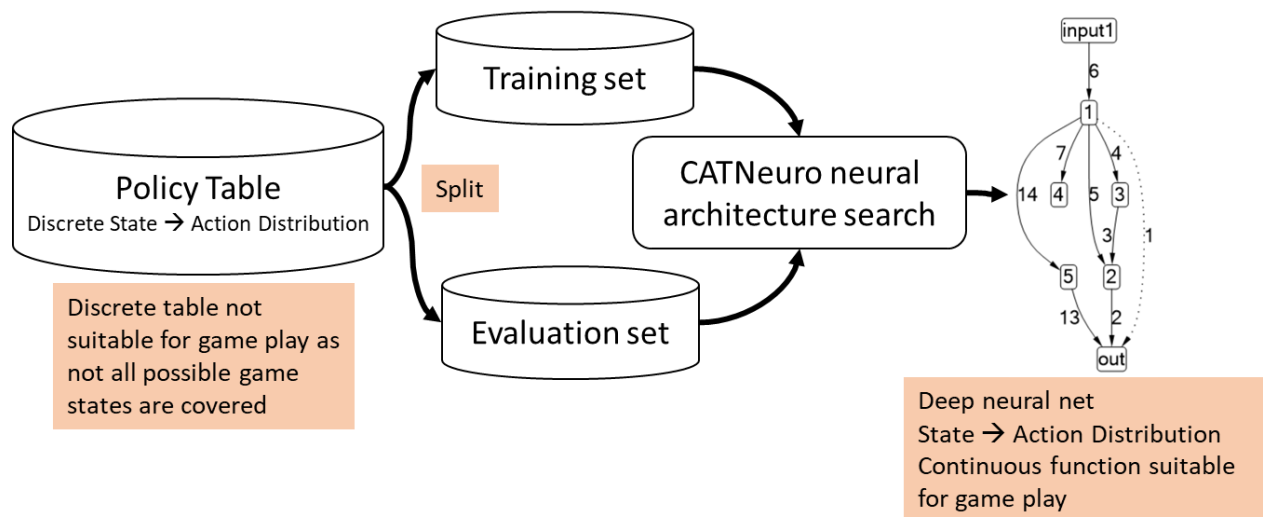 Policy Table
Discrete State → Action Distribution
Discrete table not
suitable for game play as
not all possible game
states are covered
Split
Training set
Evaluation set
CATNeuro neural
architecture search
input1
6
1
7
4
14
4
5
3
3
1
5
2
13
2
out
Deep neural net
State → Action Distribution
Continuous function suitable
for game play